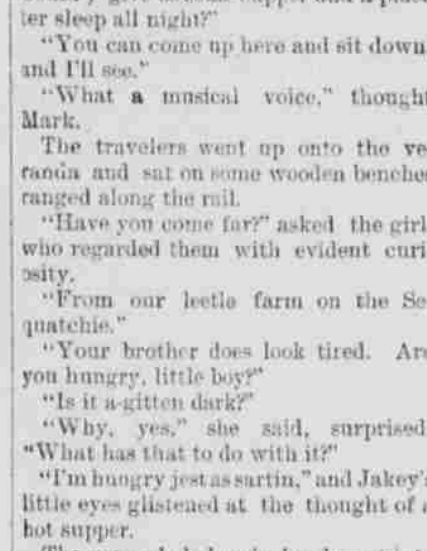 ter sleep all night?"
"You can come up here and sit down
and I'll see."
"What a musical voice," thought
Mark.
The travelers went up onto the ve
randa and sat on some wooden benche
ranged along the rail.
"Have you come far?" asked the girl
who regarded them with evident curi
osity.
"From our leetle farm on the Se
quatchie."
"Your brother does look tired. Are
you hungry, little boy?"
"Is it a-gitten dark?"
"Why, yes," she said, surprised
"What has that to do with it?"
"I'm hungry jest as sartin," and Jakey's
little eyes glistened at the thought of a
hot supper.